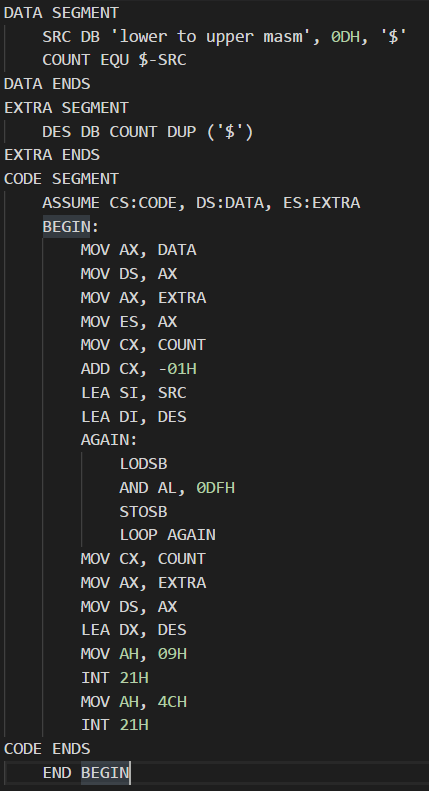 DATA SEGMENT
SRC DB 'lower to upper masm', 0DH, '$'
COUNT EQU $-SRC
DATA ENDS
EXTRA SEGMENT
DES DB COUNT DUP ('$')
EXTRA ENDS
CODE SEGMENT
ASSUME CS:CODE, DS:DATA, ES:EXTRA
BEGIN:
MOV AX, DATA
MOV DS, AX
MOV AX, EXTRA
MOV ES, AX
MOV CX, COUNT
ADD CX, -01H
LEA SI, SRC
LEA DI, DES
AGAIN:
LODSB
AND AL, 0DFH
STOSB
LOOP AGAIN
MOV CX, COUNT
MOV AX, EXTRA
MOV DS, AX
LEA DX, DES
MOV AH, 09H
INT 21H
MOV AH, 4CH
INT 21H
CODE ENDS
END BEGIN